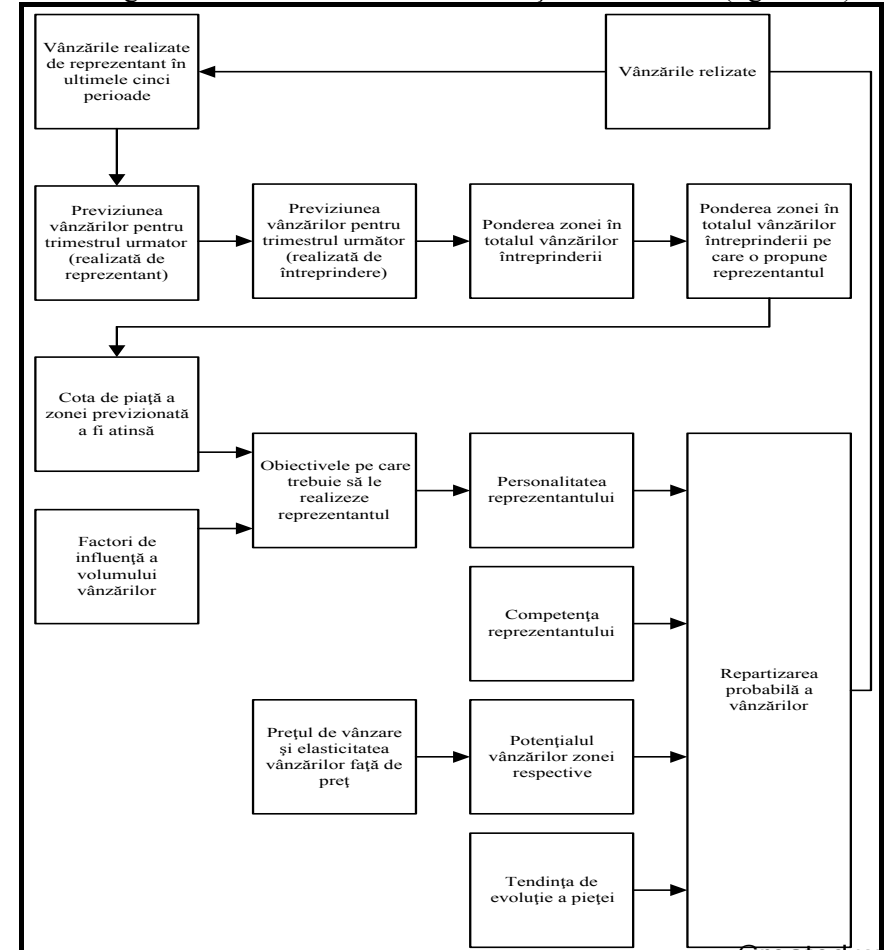 Vânzările realizate
de reprezentant în
ultimele cinci
perioade
Vânzările relizate
Previziunea
vânzărilor pentru
trimestrul urmator
(realizată de
reprezentant)
Previziunea
vânzărilor pentru
trimestrul următor
(realizată de
întreprindere)
Ponderea zonei în
totalul vânzărilor
întreprinderii
Ponderea zonei în
totalul vânzărilor
întreprinderii pe
care o propune
reprezentantul
Cota de piaţă a
zonei previzionată
a fi atinsă
Obiectivele pe care
trebuie să le
realizeze
reprezentantul
Personalitatea
reprezentantului
Factori de
influenţă a
volumului
vânzărilor
Competenţa
reprezentantului
Repartizarea
probabilă a
vânzărilor
Preţul de vânzare
şi elasticitatea
vânzărilor faţă de
preţ
Potenţialul
vânzărilor zonei
respective
Tendinţa de
evoluţie a pieţei